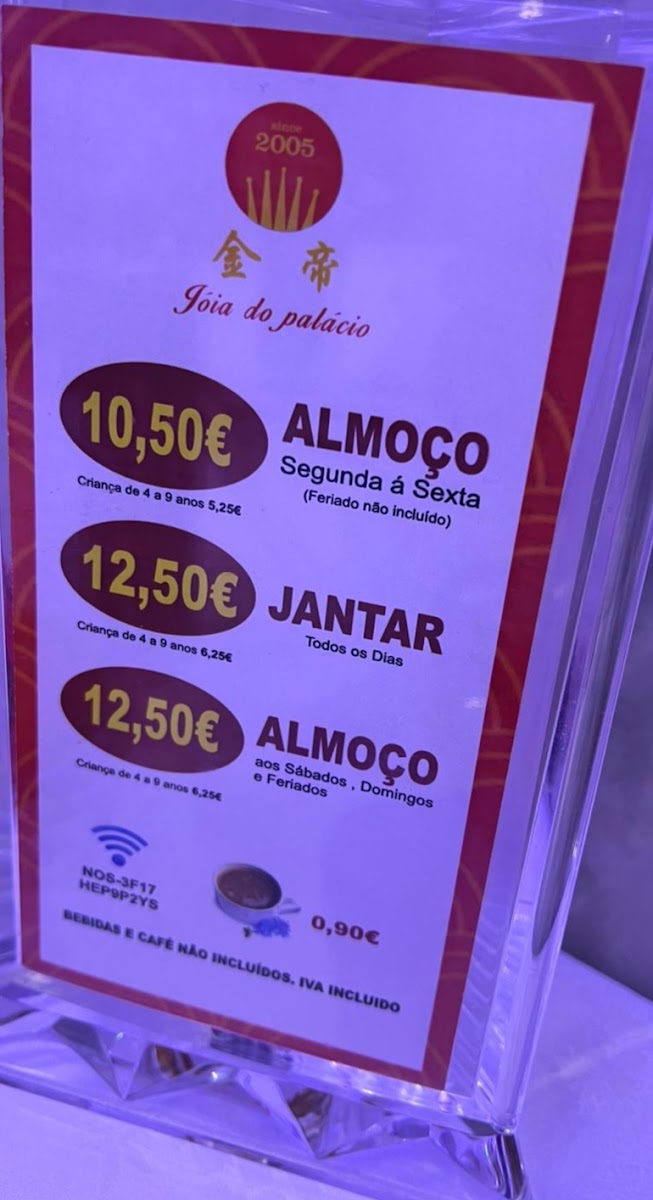 since
2005
金帝
Jóia do palácio
10,50€
ALMOÇO
Segunda á Sexta
(Feriado não incluído)
Criança de 4 a 9 anos 5,25€
12,50€
JANTAR
Todos os Dias
Criança de 4 a 9 anos 6,25€
12,50€
ALMOÇO
aos Sábados , Domingos
e Feriados
Criança de 4 a 9 anos 6,25€
NOS-3F17
HEP9P2YS
0,90€
BEBIDAS E CAFÉ NÃO INCLUÍDOS. IVA INCLUIDO